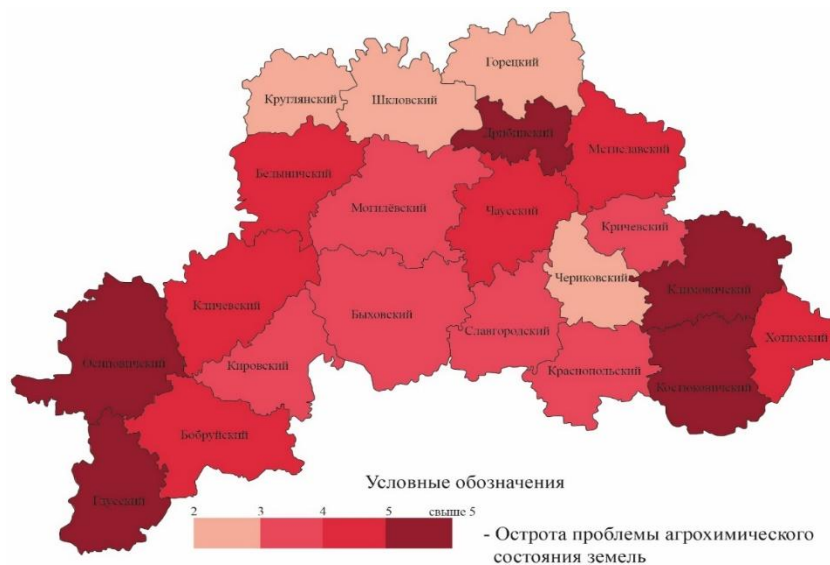 Горецкий
Круглянский
Шкловский
Дрибинский
Мстиславский
Белыничский
Могилёвский
Чаусский
Кричевский
Чериковский
Климовичский
Кличевский
Быховский
Славгородский
Хотимский
Осиповичский
Кировский
Краснопольский
Костюковичский
Бобруйский
Глусский
Условные обозначения
2 3 4 5 свыше 5
- Острота проблемы агрохимического
состояния земель